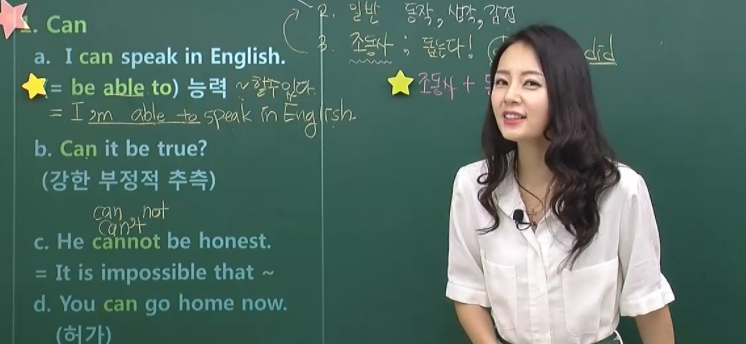 1. Can
a. I can speak in English.
(= be able to) 능력 ~할수있다.
= I am able to speak in English.
b. Can it be true?
(강한 부정적 추측)
can not
can't
c. He cannot be honest.
= It is impossible that ~
d. You can go home now.
(허가)
2. 일반 동작, 생각, 감정
3. 조동사 ; 돕는다! did
조동사 +